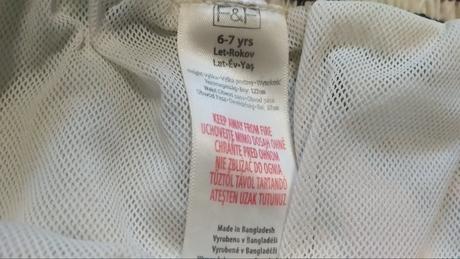 F&F
6-7 yrs
Let•Rokov
Lat•Év•Yaş
KEEP AWAY FROM FIRE
UCHOVEJTE MIMO DOSAH OHNĚ
CHRÁŇTE PRED OHŇOM
NIE ZBLIŻAĆ DO OGNIA
TŰZTŐL TÁVOL TARTANDÓ
ATEŞTEN UZAK TUTUNUZ
Made in Bangladesh
Vyrobeno v Bangladéši
Vyrobené v Bangladéši